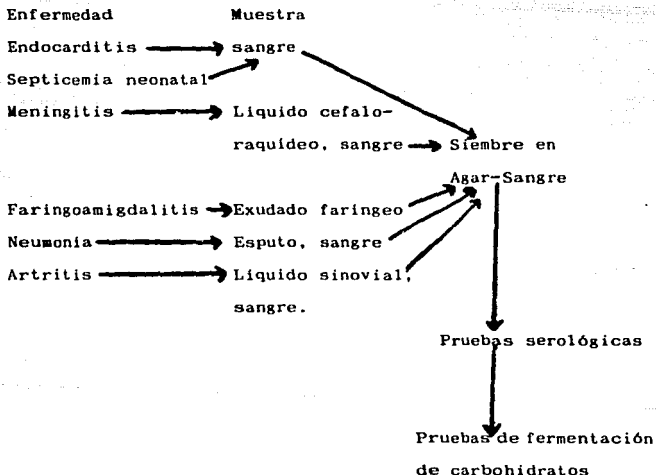 Enfermedad Muestra
Endocarditis sangre
Septicemia neonatal
Meningitis Liquido cefalo-
raquideo, sangre Siembre en
Agar-Sangre
Faringoamigdalitis Exudado faringeo
Neumonia Esputo, sangre
Artritis Liquido sinovial,
sangre.
Pruebas serológicas
Pruebas de fermentación
de carbohidratos